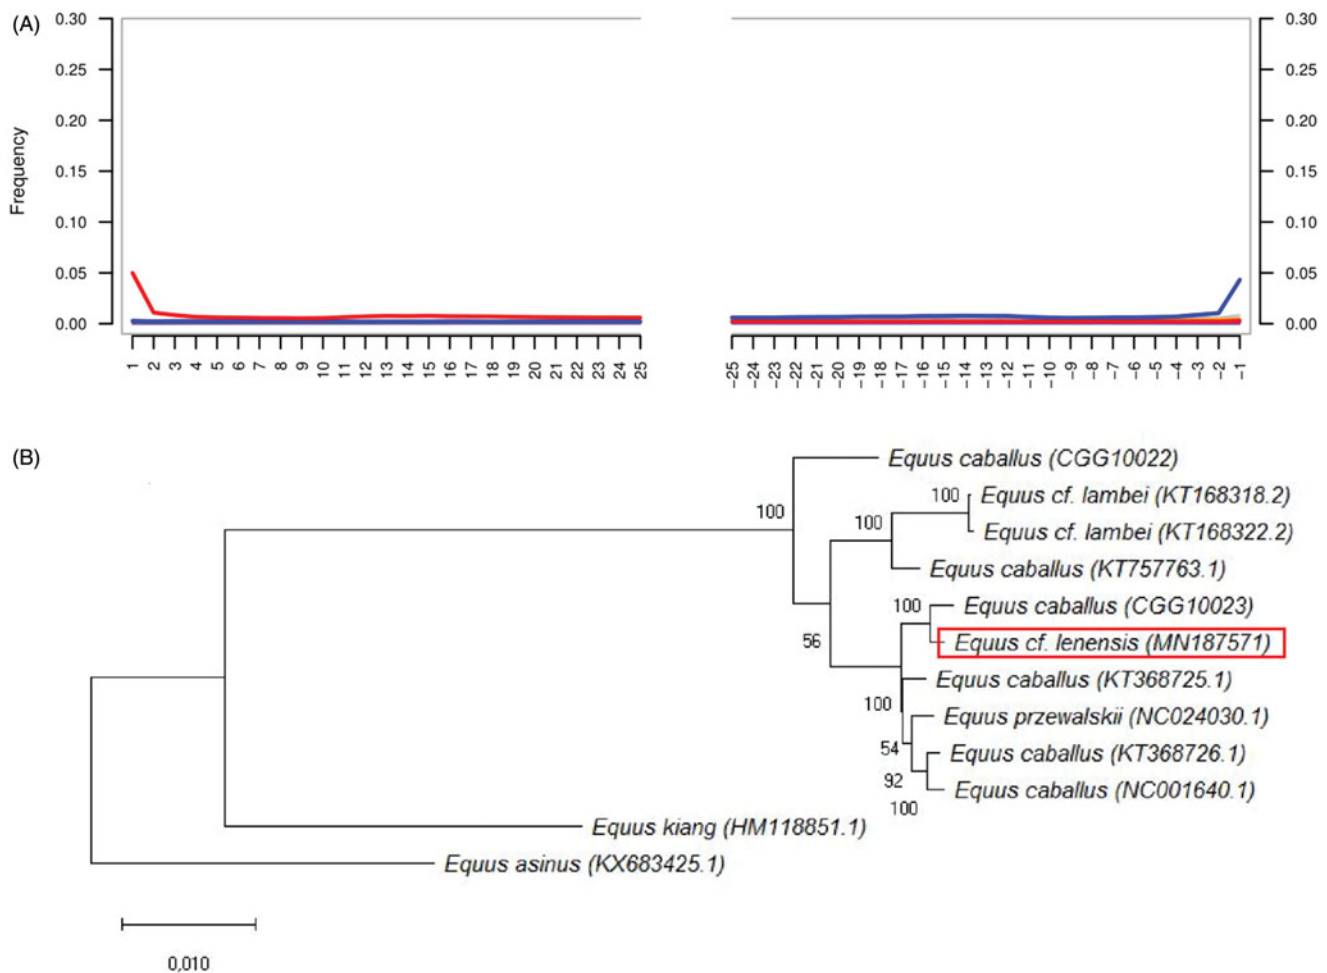 (A)
Frequency
0.30
0.25
0.20
0.15
0.10
0.05
0.00
1 2 3 4 5 6 7 8 9 10 11 12 13 14 15 16 17 18 19 20 21 22 23 24 25
−25 −24 −23 −22 −21 −20 −19 −18 −17 −16 −15 −14 −13 −12 −11 −10 −9 −8 −7 −6 −5 −4 −3 −2 −1
0.30
0.25
0.20
0.15
0.10
0.05
0.00
(B)
Equus caballus (CGG10022)
100
100
Equus cf. lambei (KT168318.2)
100
Equus cf. lambei (KT168322.2)
Equus caballus (KT757763.1)
100
Equus caballus (CGG10023)
56
Equus cf. lenensis (MN187571)
Equus caballus (KT368725.1)
100
Equus przewalskii (NC024030.1)
54
Equus caballus (KT368726.1)
92
Equus caballus (NC001640.1)
100
Equus kiang (HM118851.1)
Equus asinus (KX683425.1)
0,010